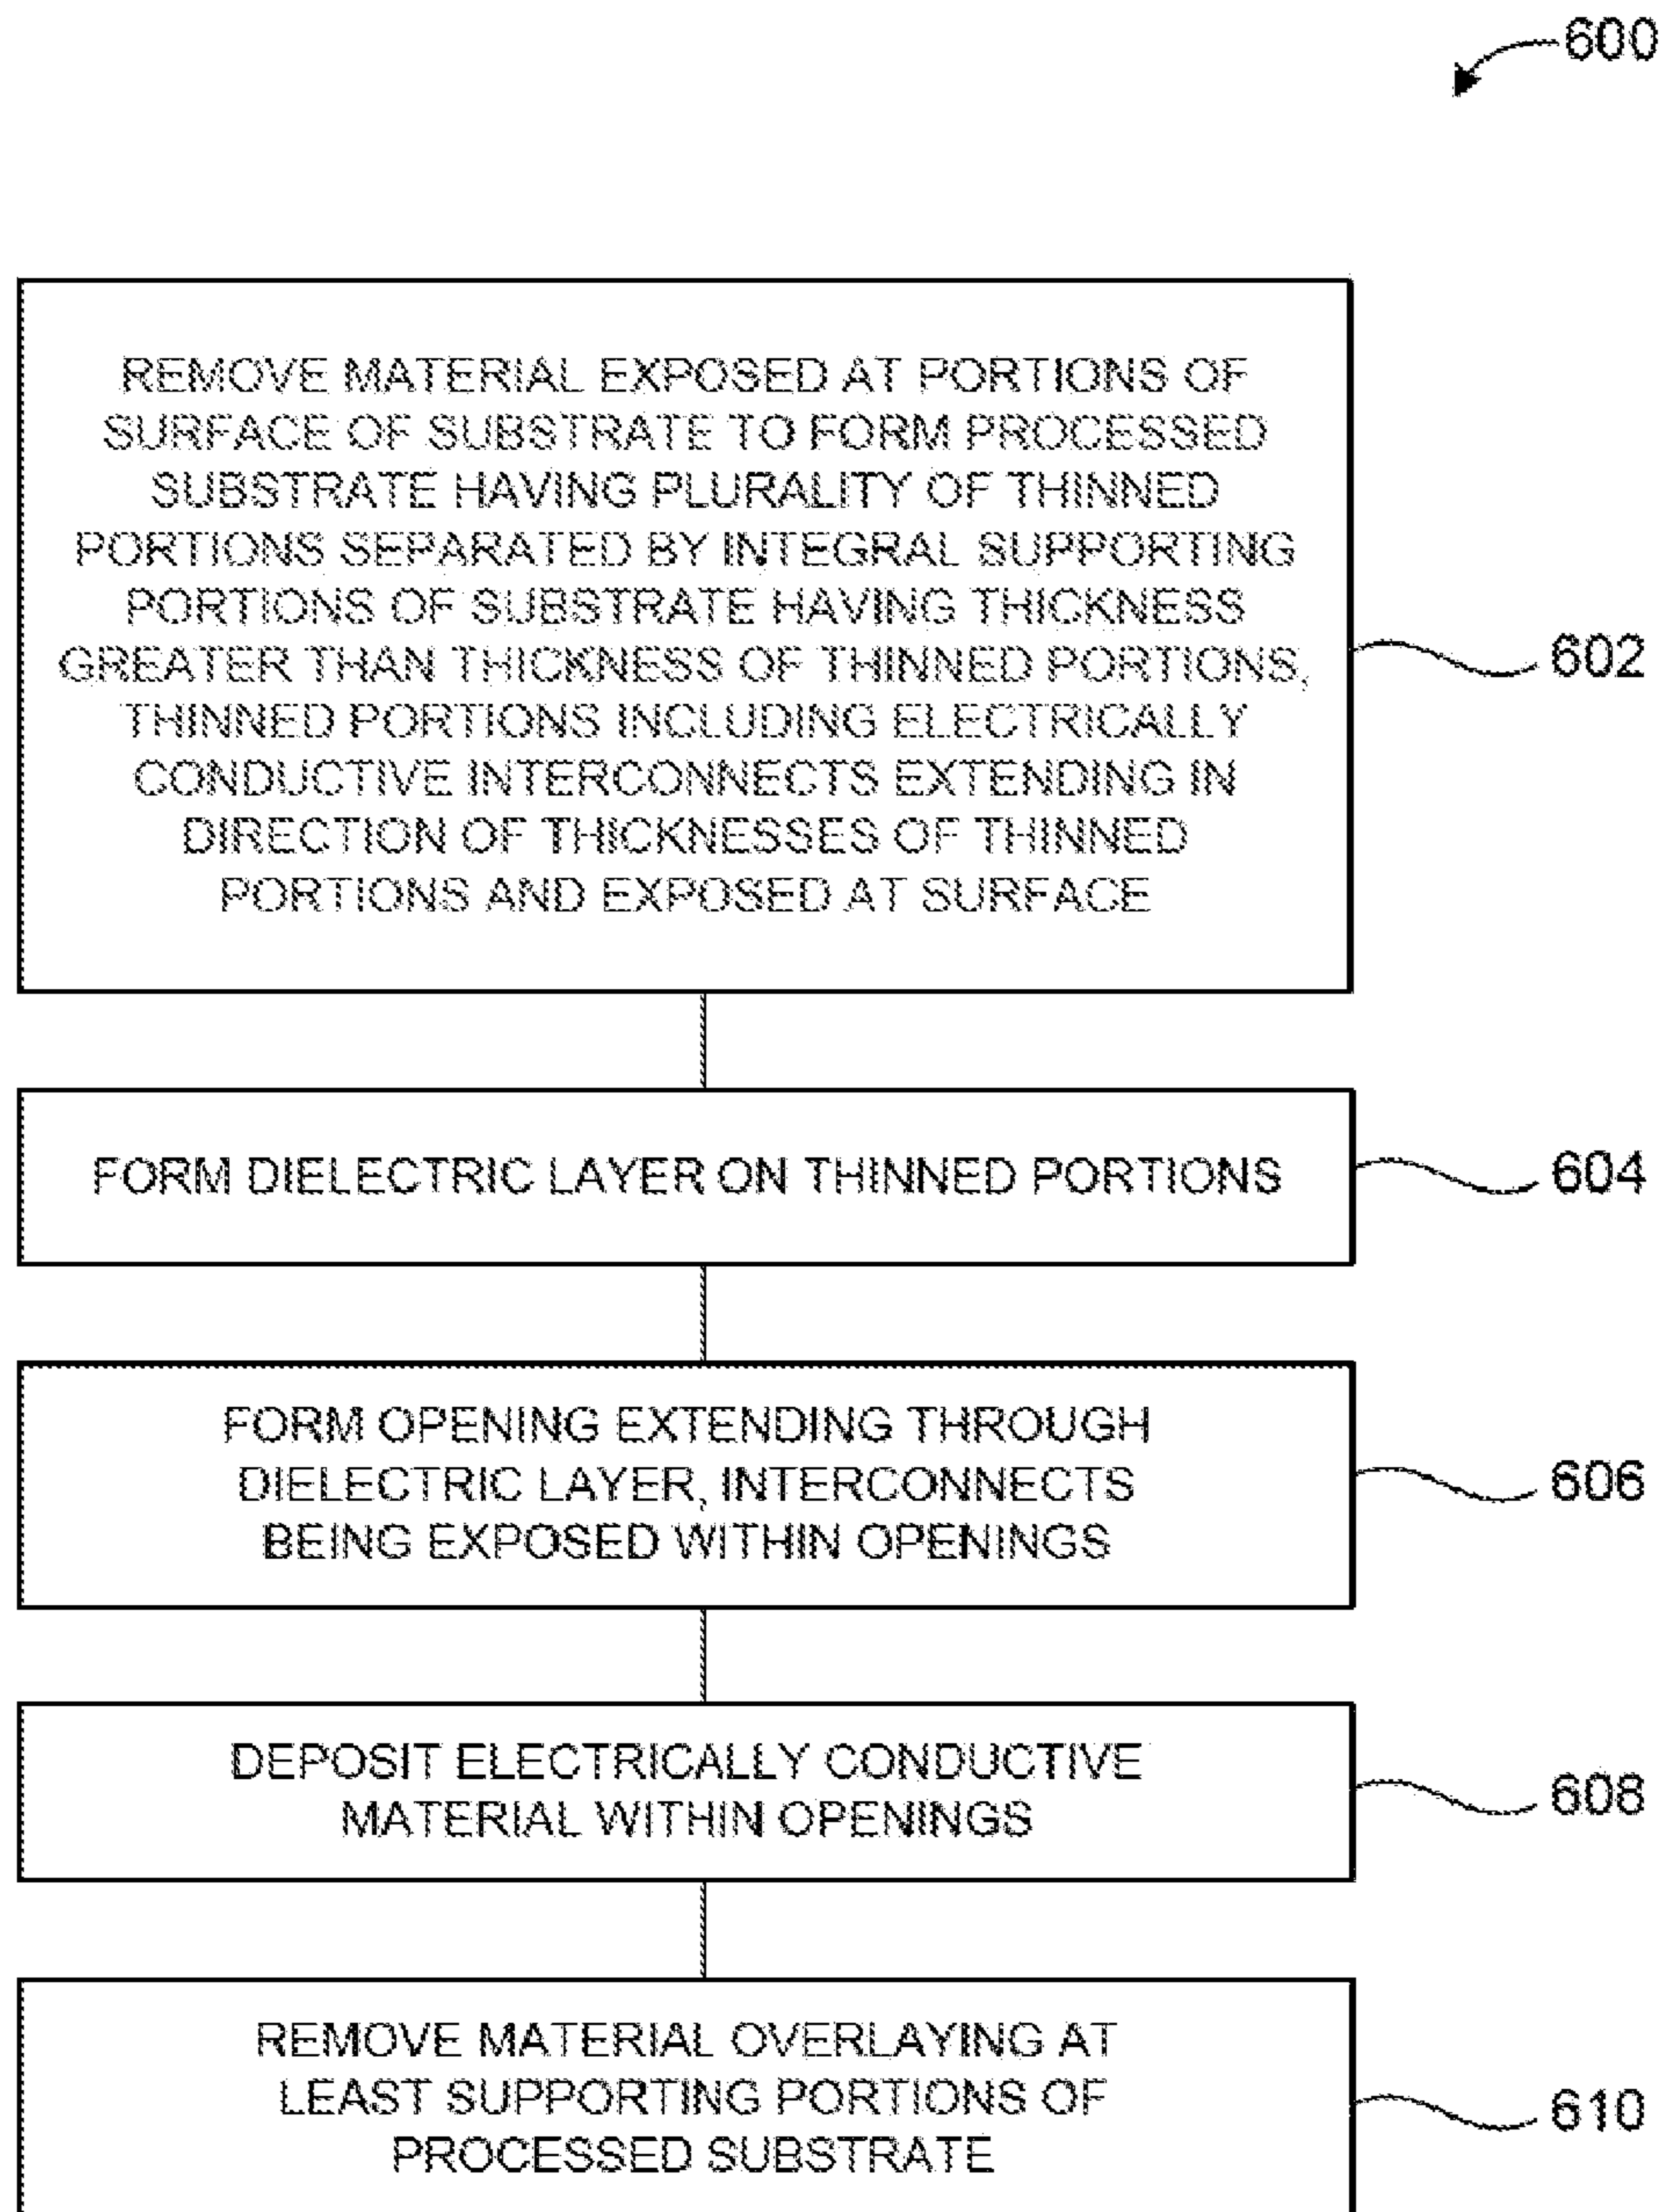 600
REMOVE MATERIAL EXPOSED AT PORTIONS OF
SURFACE OF SUBSTRATE TO FORM PROCESSED
SUBSTRATE HAVING PLURALITY OF THINNED
PORTIONS SEPARATED BY INTEGRAL SUPPORTING
PORTIONS OF SUBSTRATE HAVING THICKNESS
GREATER THAN THICKNESS OF THINNED PORTIONS,
THINNED PORTIONS INCLUDING ELECTRICALLY
CONDUCTIVE INTERCONNECTS EXTENDING IN
DIRECTION OF THICKNESSES OF THINNED
PORTIONS AND EXPOSED AT SURFACE
602
FORM DIELECTRIC LAYER ON THINNED PORTIONS
604
FORM OPENING EXTENDING THROUGH
DIELECTRIC LAYER, INTERCONNECTS
BEING EXPOSED WITHIN OPENINGS
606
DEPOSIT ELECTRICALLY CONDUCTIVE
MATERIAL WITHIN OPENINGS
608
REMOVE MATERIAL OVERLAYING AT
LEAST SUPPORTING PORTIONS OF
PROCESSED SUBSTRATE
610